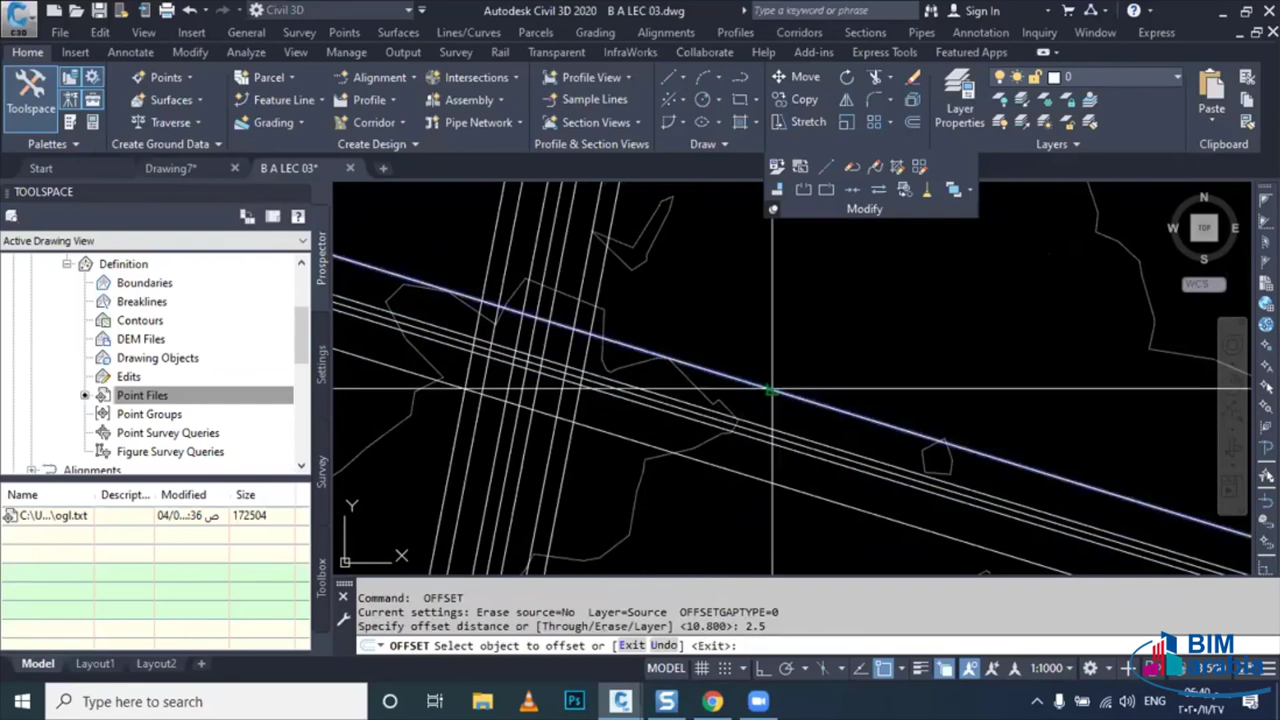 C3D Civil 3D Autodesk Civil 3D 2020 B A LEC 03.dwg Type a keyword or phrase Sign In
File Edit View Insert General Survey Points Surfaces Lines/Curves Parcels Grading Alignments Profiles Corridors Sections Pipes Annotation Inquiry Window Express
Home Insert Annotate Modify Analyze View Manage Output Survey Rail Transparent InfraWorks Collaborate Help Add-ins Express Tools Featured Apps
Toolspace
Points Parcel Alignment Intersections Profile View Move 0
Surfaces Feature Line Profile Assembly Sample Lines Copy Layer Properties Paste
Traverse Grading Corridor Pipe Network Section Views Stretch
Palettes Create Ground Data Create Design Profile & Section Views Draw Layers Clipboard
Start Drawing7* B A LEC 03*
Modify
TOOLSPACE
N
W TOP E
S
WCS
Active Drawing View
Prospector
Settings
Survey
Toolbox
Definition
Boundaries
Breaklines
Contours
DEM Files
Drawing Objects
Edits
Point Files
Point Groups
Point Survey Queries
Figure Survey Queries
Alignments
Name Descript... Modified Size
C:\U...\ogl.txt 04/0...:36 ص 172504
Y
X
Command: OFFSET
Current settings: Erase source=No Layer=Source OFFSETGAPTYPE=0
Specify offset distance or [Through/Erase/Layer] <10.800>: 2.5
OFFSET Select object to offset or [Exit Undo] <Exit>:
Model Layout1 Layout2 MODEL 1:1000
BIM
arabia
Type here to search
ENG